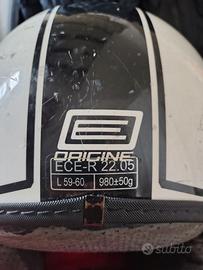 ORIGINE
ECE-R 22.05
L 59-60 980±50g
subito